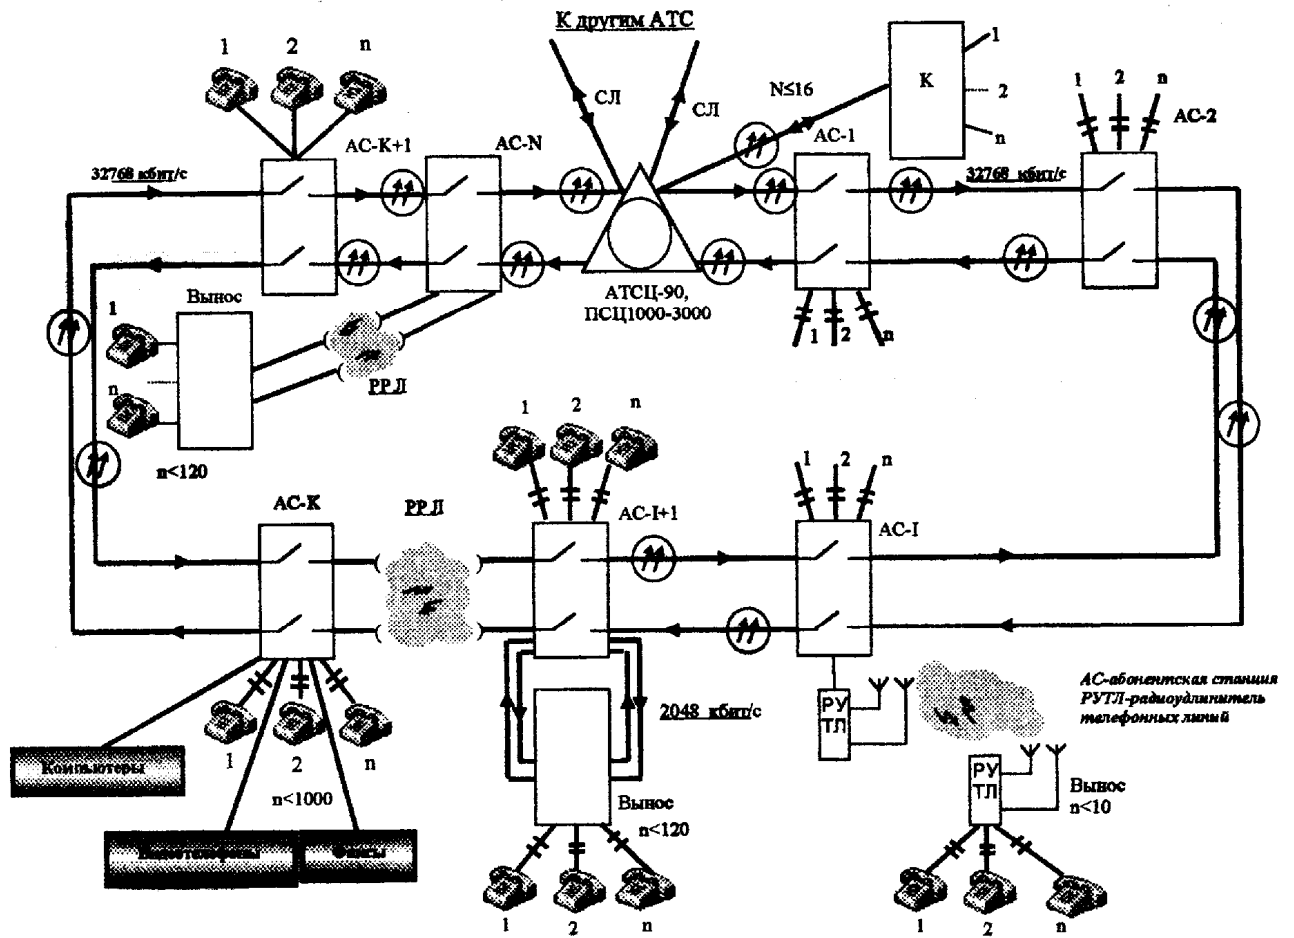 К другим АТС
1 2 n
СЛ
СЛ
N≤16
К
1
2
n
1 2 n
АС-2
АС-К+1
АС-N
АС-1
32768 кбит/с
32768 кбит/с
АТСЦ-90,
ПСЦ1000-3000
Вынос
1
n
n<120
РРЛ
1 2 n
1 2 n
1 2 n
АС-К
РРЛ
АС-I+1
АС-I
2048 кбит/с
РУ
ТЛ
АС-абонентская станция
РУТЛ-радиоудлинитель
телефонных линий
Компьютеры
1 2 n
n<1000
Видеотелефоны
Факсы
Вынос
n<120
1 2 n
РУ
ТЛ
Вынос
n<10
1 2 n